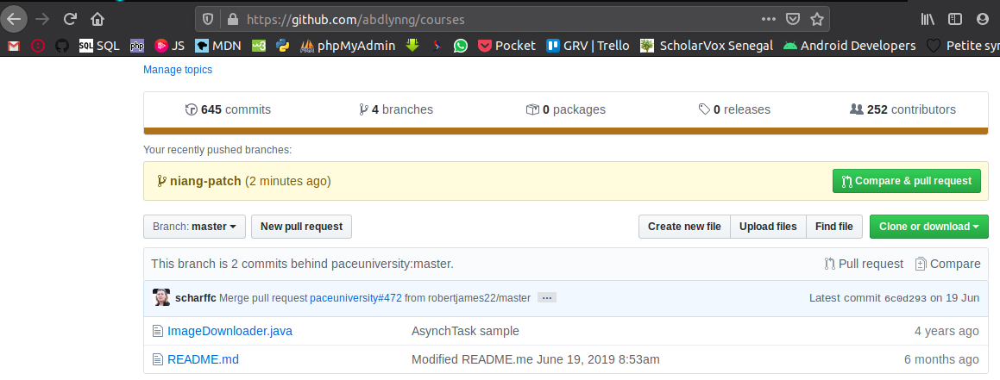 https://github.com/abdlynng/courses
SQL SQL php JS MDN phpMyAdmin Pocket GRV | Trello ScholarVox Senegal Android Developers Petite syn
Manage topics
645 commits 4 branches 0 packages 0 releases 252 contributors
Your recently pushed branches:
niang-patch (2 minutes ago) Compare & pull request
Branch: master New pull request Create new file Upload files Find file Clone or download
This branch is 2 commits behind paceuniversity:master. Pull request Compare
scharffc Merge pull request paceuniversity#472 from robertjames22/master ... Latest commit 6c0d293 on 19 Jun
ImageDownloader.java AsynchTask sample 4 years ago
README.md Modified README.me June 19, 2019 8:53am 6 months ago